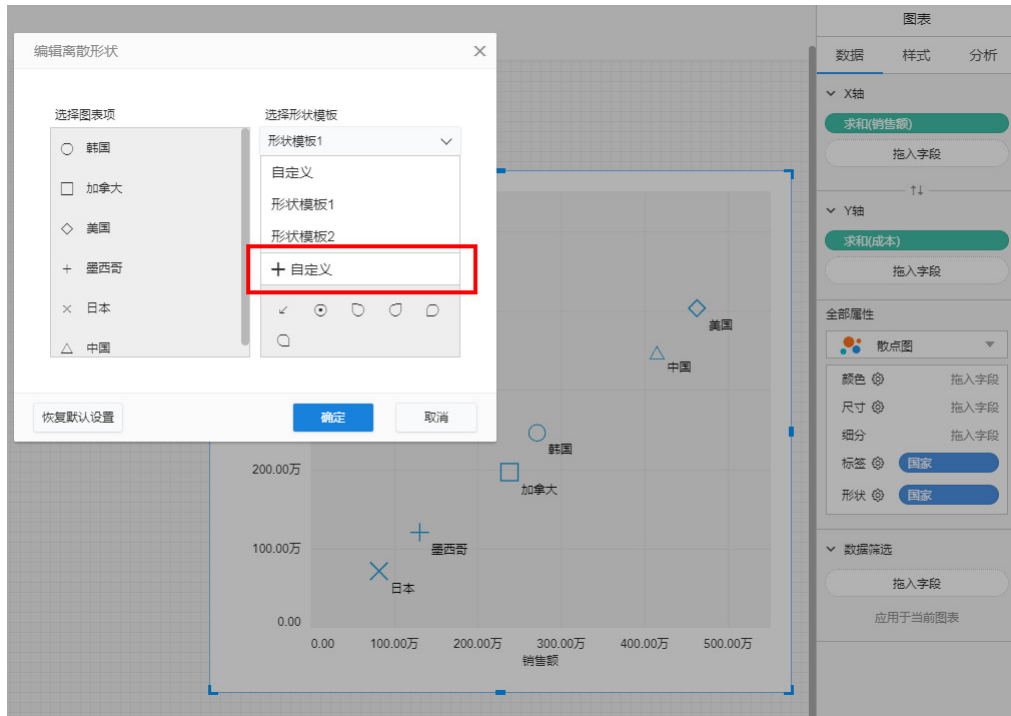 编辑离散形状
选择图表项
韩国
加拿大
美国
墨西哥
日本
中国
选择形状模板
形状模板1
自定义
形状模板1
形状模板2
自定义
恢复默认设置
确定
取消
美国
中国
韩国
加拿大
墨西哥
日本
200.00万
100.00万
0.00
0.00 100.00万 200.00万 300.00万 400.00万 500.00万
销售额
图表
数据 样式 分析
X轴
求和(销售额)
拖入字段
Y轴
求和(成本)
拖入字段
全部属性
散点图
颜色 拖入字段
尺寸 拖入字段
细分 拖入字段
标签 国家
形状 国家
数据筛选
拖入字段
应用于当前图表